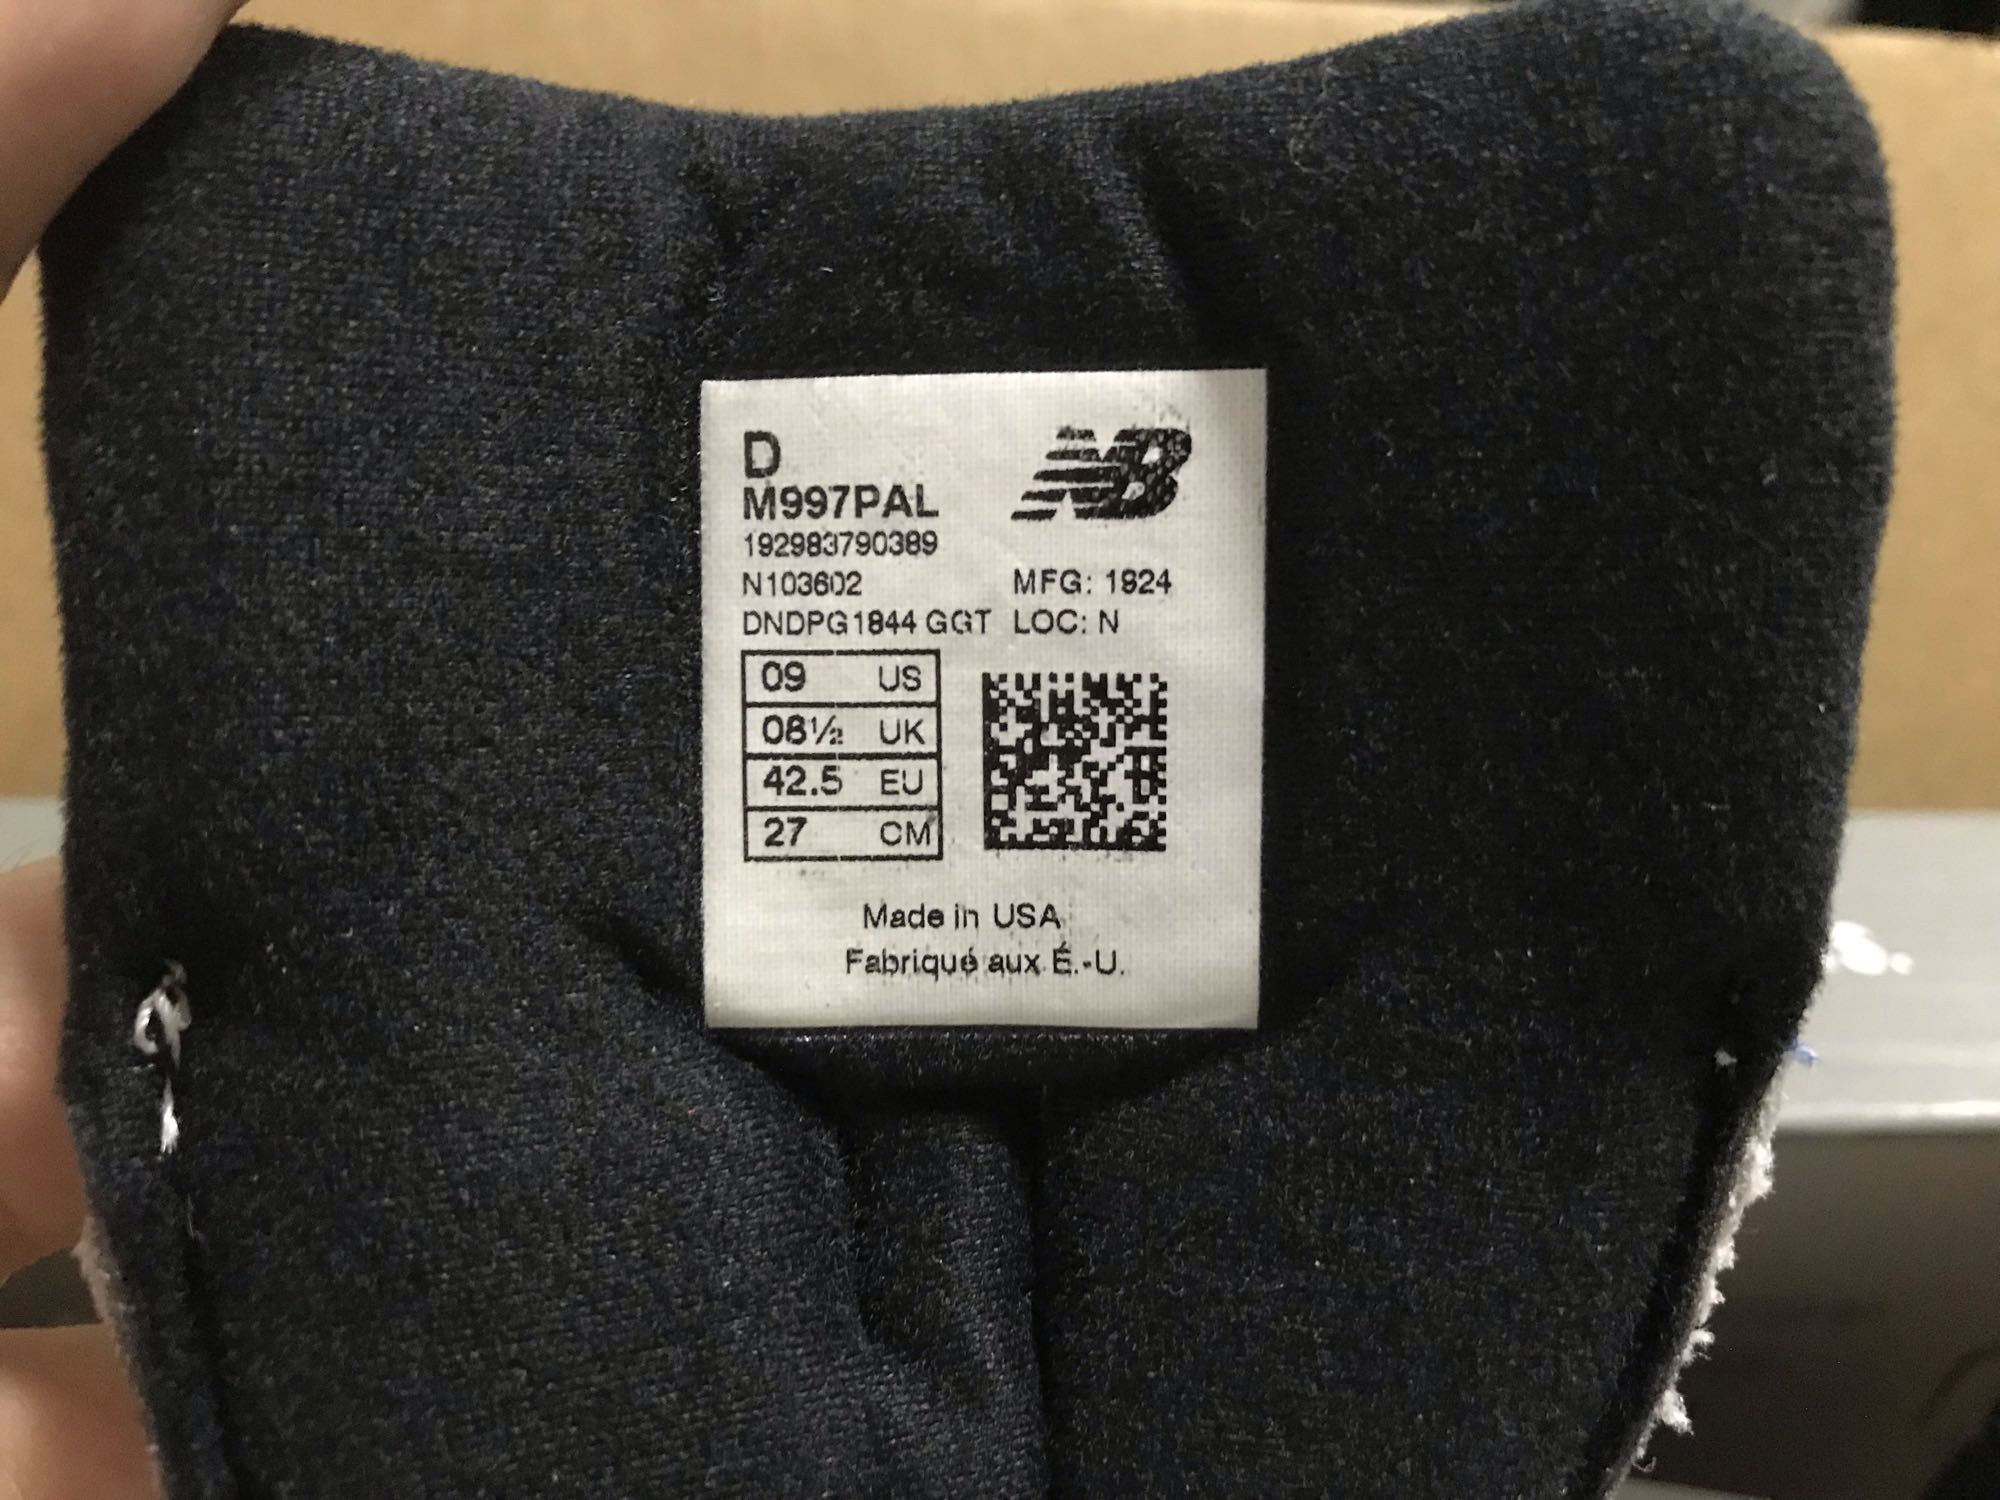 D
NB
M997PAL
192983790389
N103602 MFG: 1924
DNDPG1844 GGT LOC: N
09 US
08½ UK
42.5 EU
27 CM
Made in USA
Fabriqué aux É.-U.